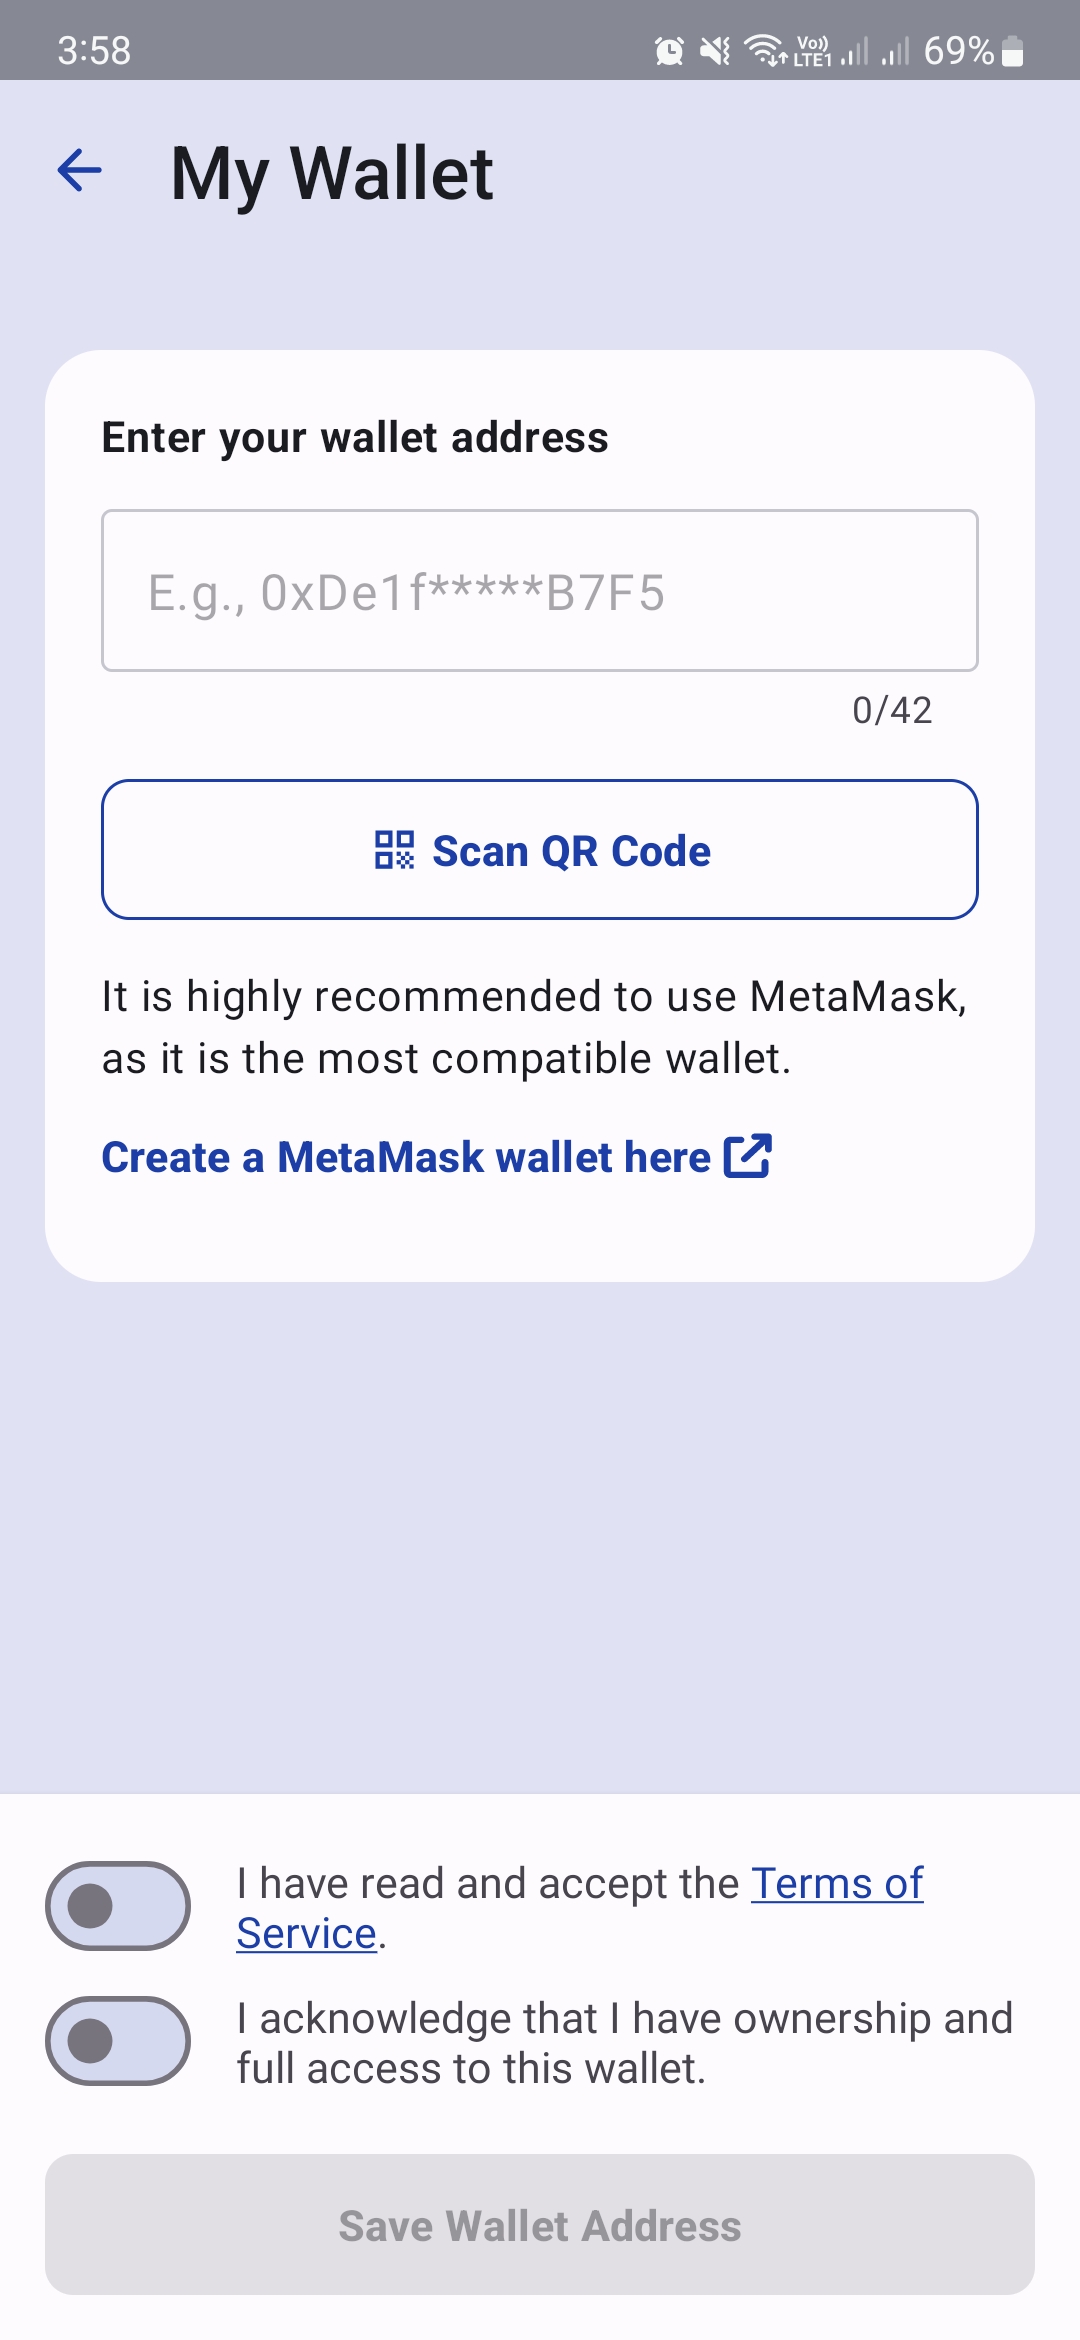 3:58
Vo)) LTE1 69%
My Wallet
Enter your wallet address
E.g., 0xDe1f*****B7F5
0/42
Scan QR Code
It is highly recommended to use MetaMask,
as it is the most compatible wallet.
Create a MetaMask wallet here
I have read and accept the Terms of
Service.
I acknowledge that I have ownership and
full access to this wallet.
Save Wallet Address